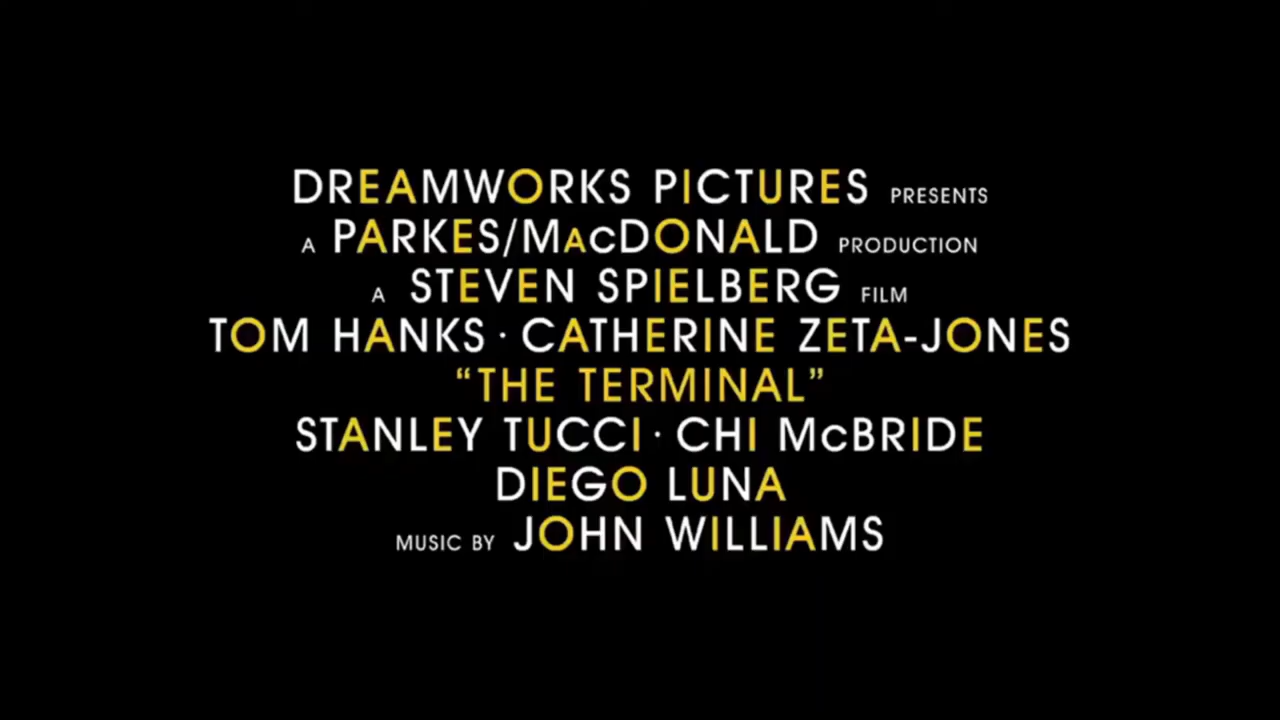 DREAMWORKS PICTURES PRESENTS
A PARKES/MACDONALD PRODUCTION
A STEVEN SPIELBERG FILM
TOM HANKS · CATHERINE ZETA-JONES
“THE TERMINAL”
STANLEY TUCCI · CHI McBRIDE
DIEGO LUNA
MUSIC BY JOHN WILLIAMS